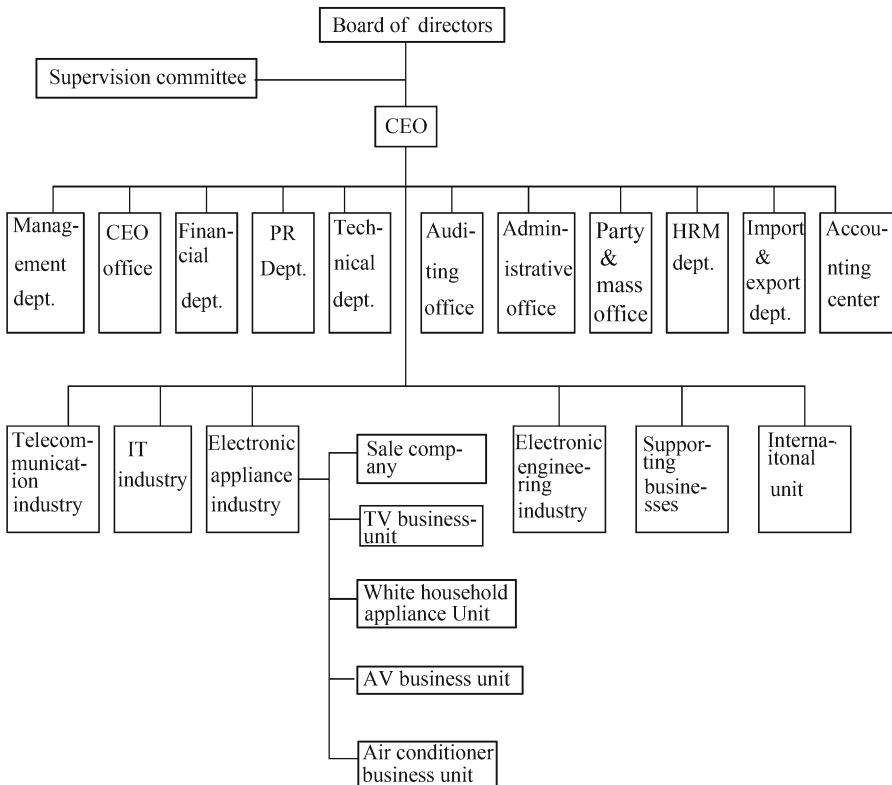 Board of directors
Supervision committee
CEO
Manag-
ement
dept.
CEO
office
Finan-
cial
dept.
PR
Dept.
Tech-
nical
dept.
Audi-
ting
office
Admin-
istrative
office
Party
& 
mass
office
HRM
dept.
Import
&
export
dept.
Accou-
nting
center
Telecom-
municat-
ion
industry
IT
industry
Electronic
appliance
industry
Sale comp-
any
TV business-
unit
White household
appliance Unit
AV business unit
Air conditioner
business unit
Electronic
enginee-
ring
industry
Suppor-
ting
busine-
sses
Interna-
itonal
unit